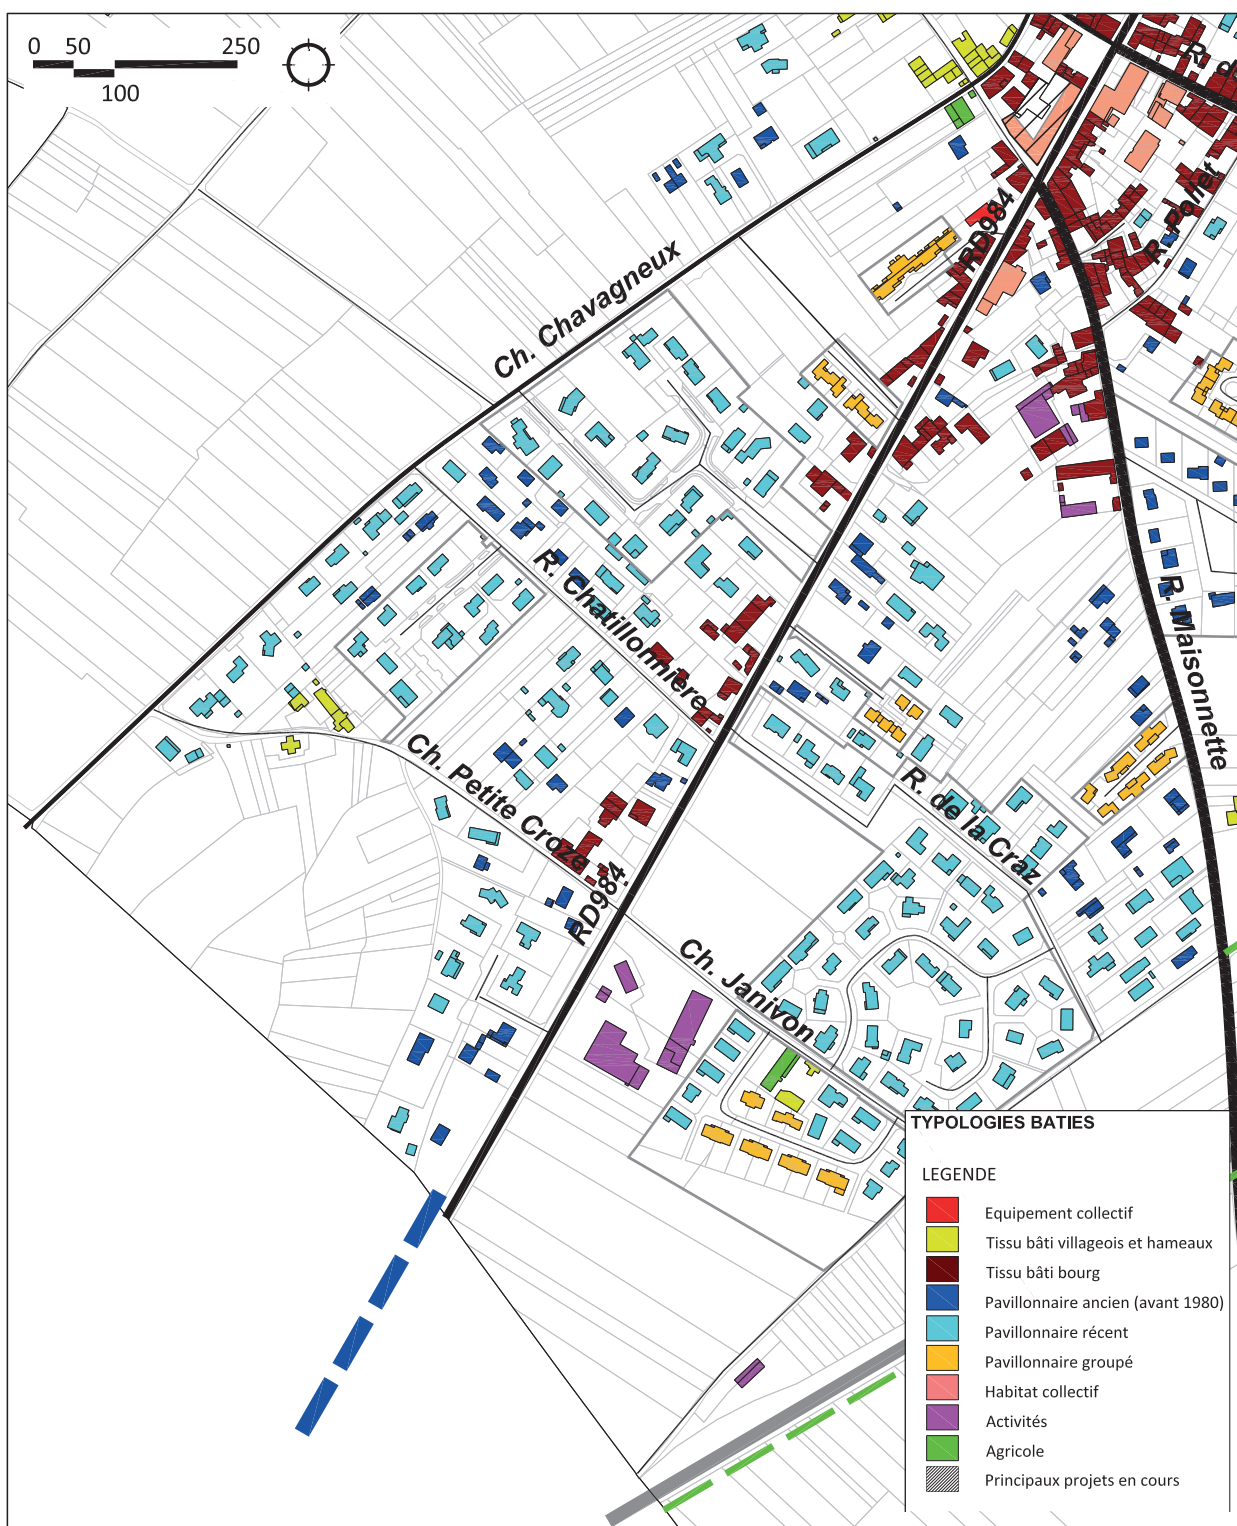 0 50 250
100
R. de
R. Pollet
RD984
Ch. Chavagneux
R. Chatillonnière
R. Maisonnette
Ch. Petite Croze
R. de la Craz
RD984.
Ch. Janivon
TYPOLOGIES BATIES
LEGENDE
Equipement collectif
Tissu bâti villageois et hameaux
Tissu bâti bourg
Pavillonnaire ancien (avant 1980)
Pavillonnaire récent
Pavillonnaire groupé
Habitat collectif
Activités
Agricole
Principaux projets en cours